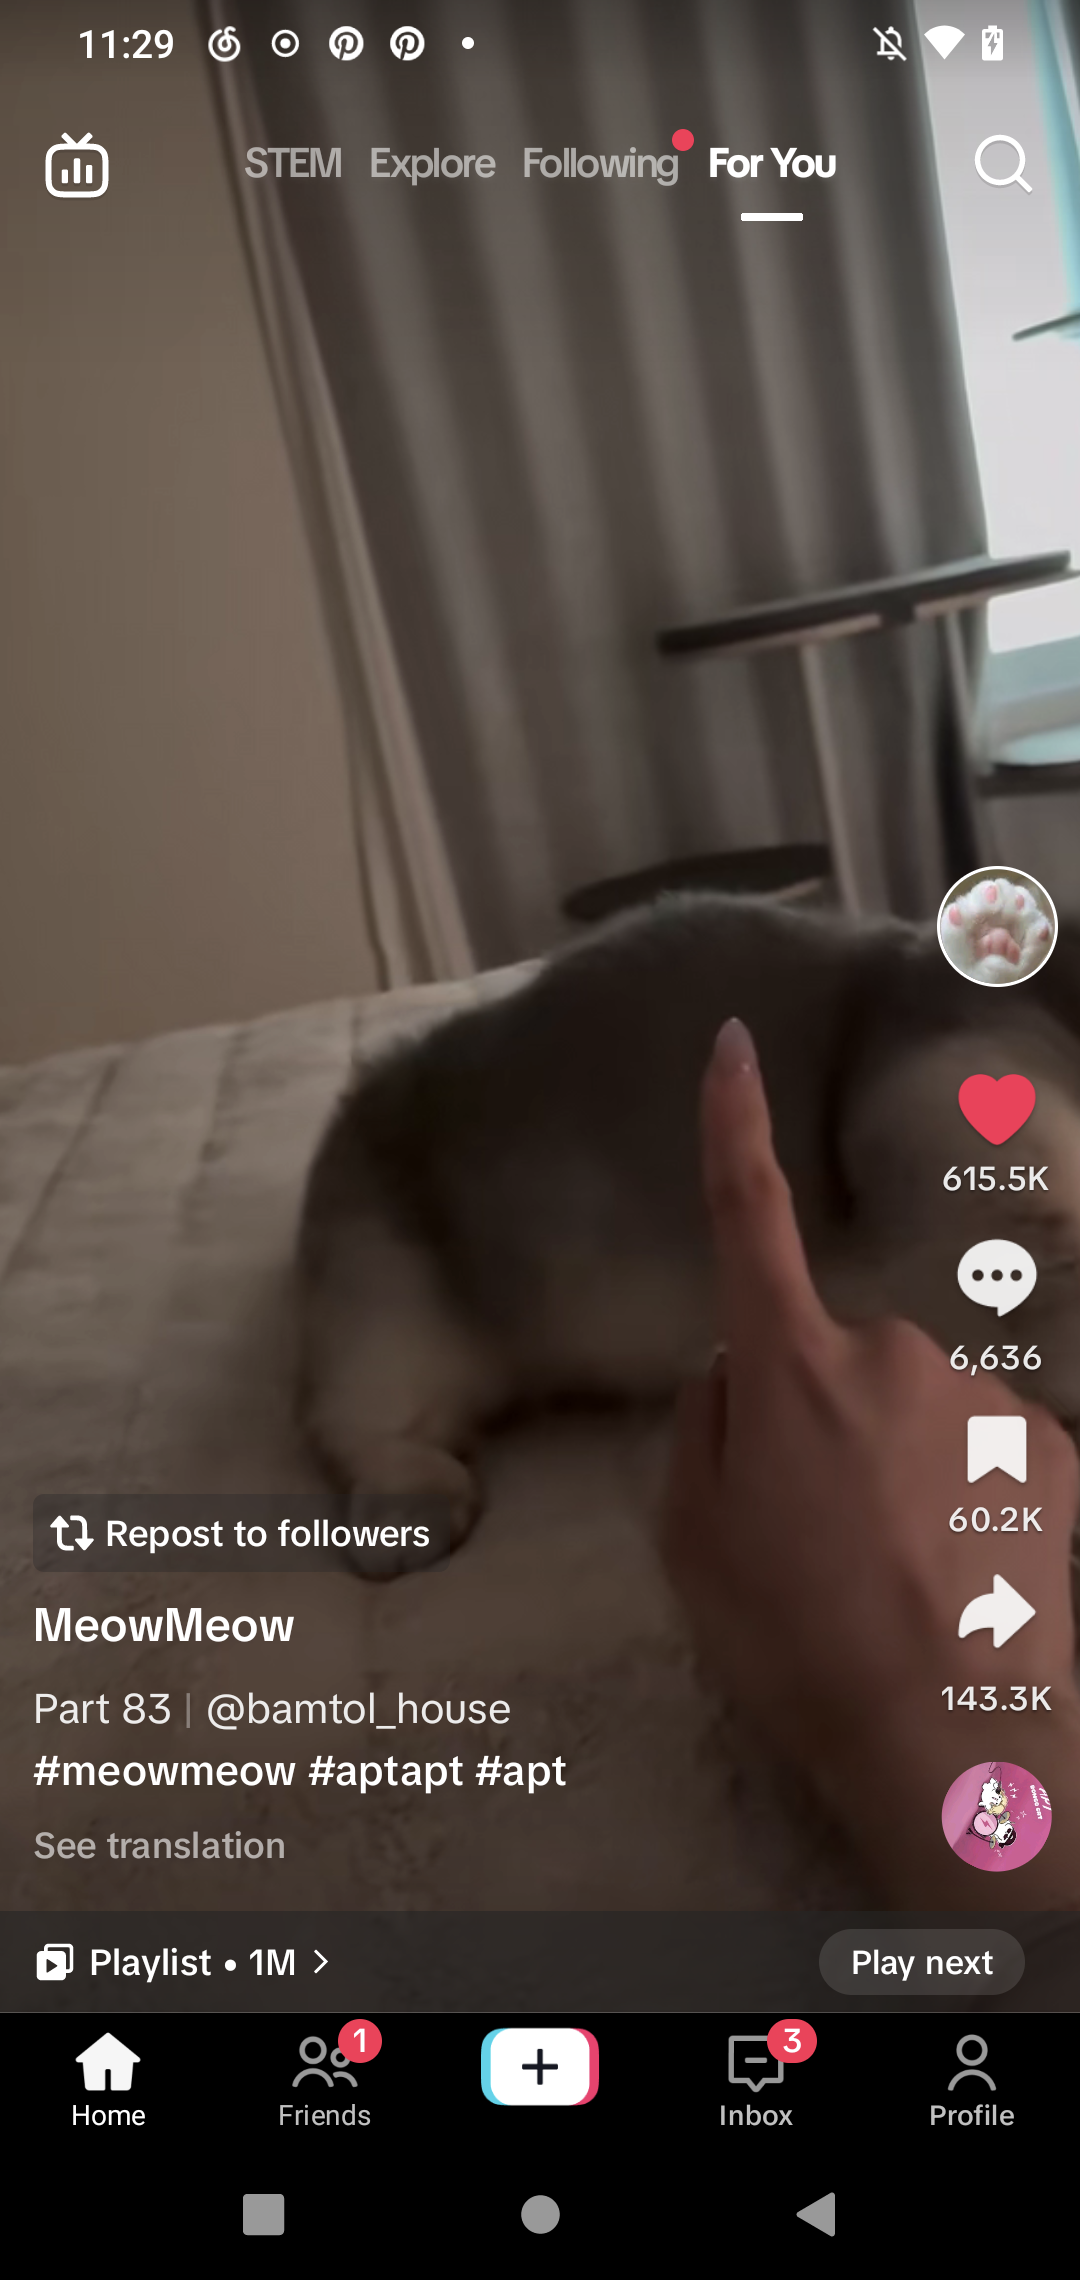 11:29
STEM Explore Following For You
615.5K
6,636
60.2K
143.3K
Repost to followers
MeowMeow
Part 83 | @bamtol_house
#meowmeow #aptapt #apt
See translation
Playlist • 1M
Play next
1
3
Home Friends Inbox Profile